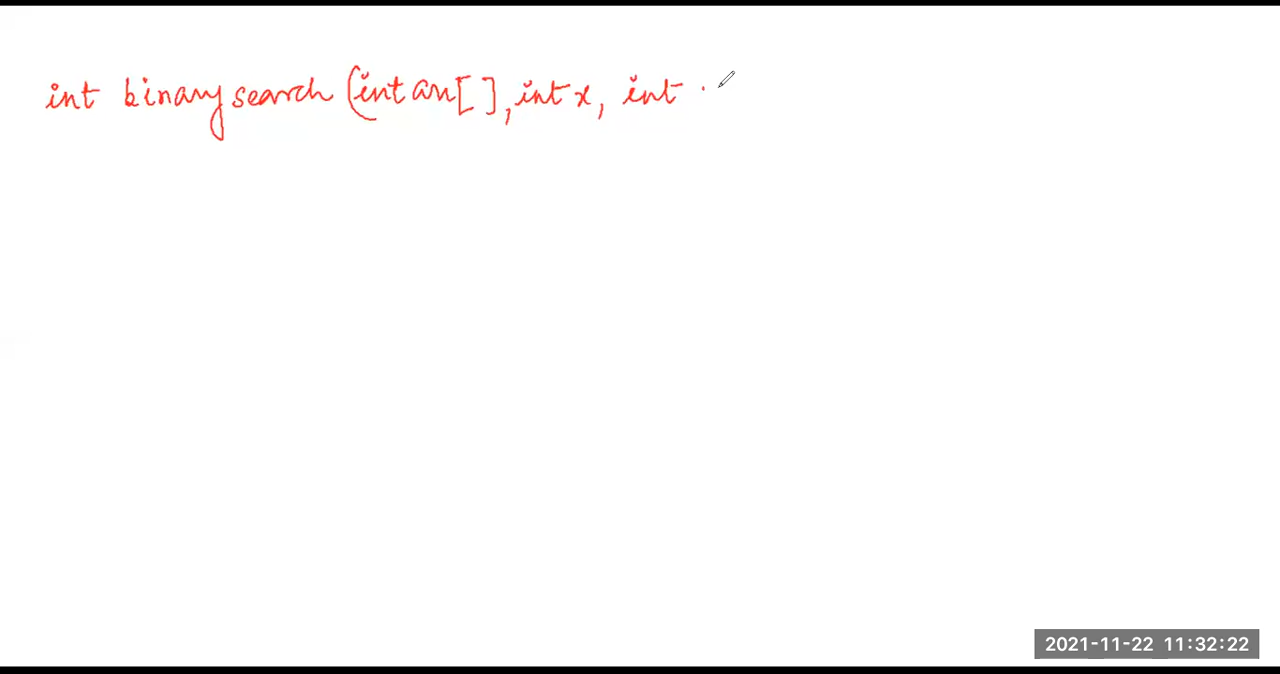 int binarysearch (int arr[ ], int x, int
2021-11-22 11:32:22